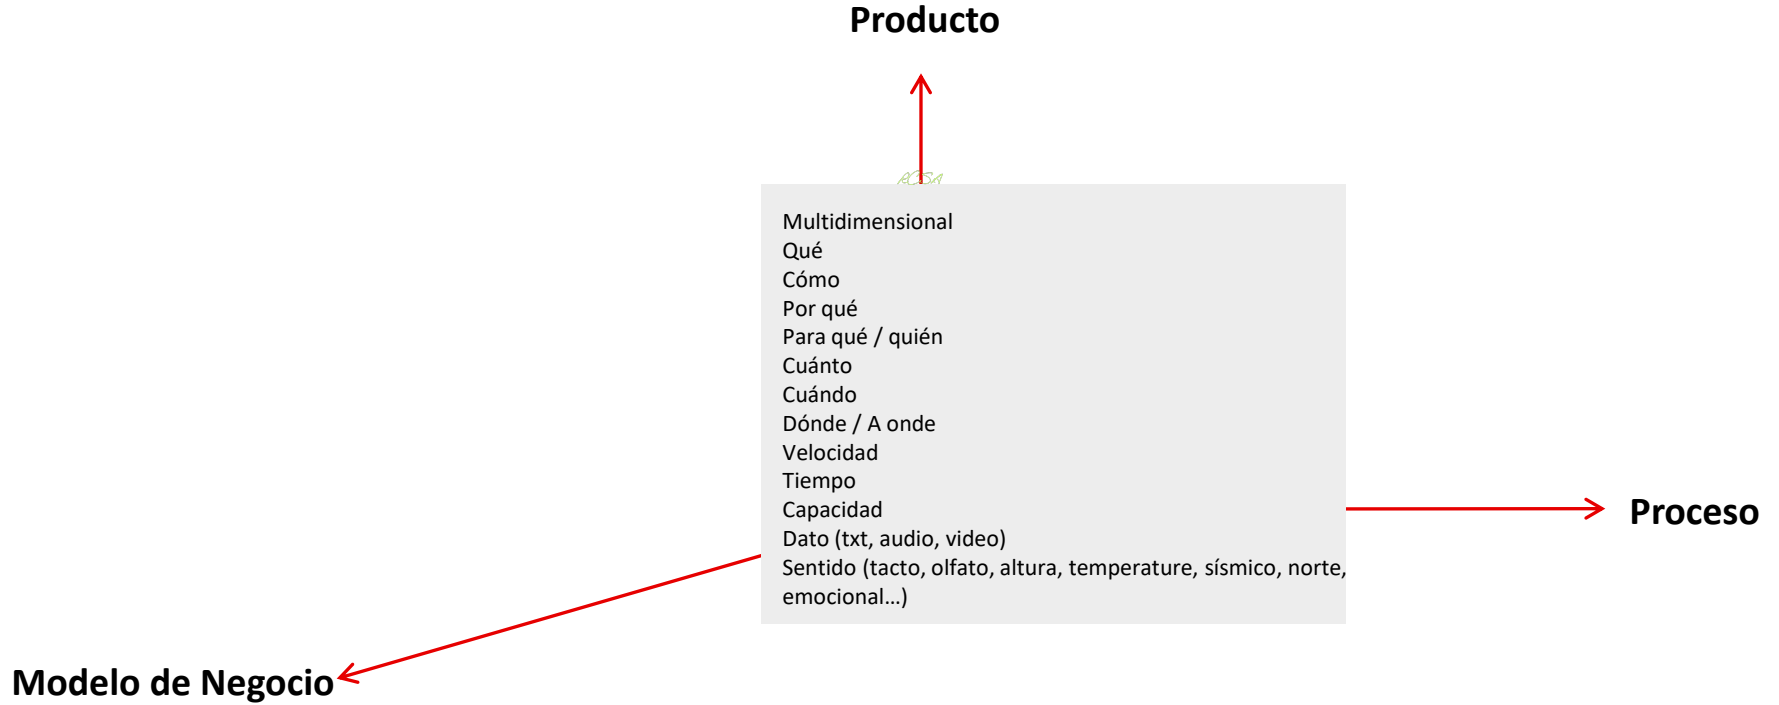 Producto
Multidimensional
Qué
Cómo
Por qué
Para qué / quién
Cuánto
Cuándo
Dónde / A onde
Velocidad
Tiempo
Capacidad
Dato (txt, audio, video)
Sentido (tacto, olfato, altura, temperature, sísmico, norte,
emocional…)
Proceso
Modelo de Negocio